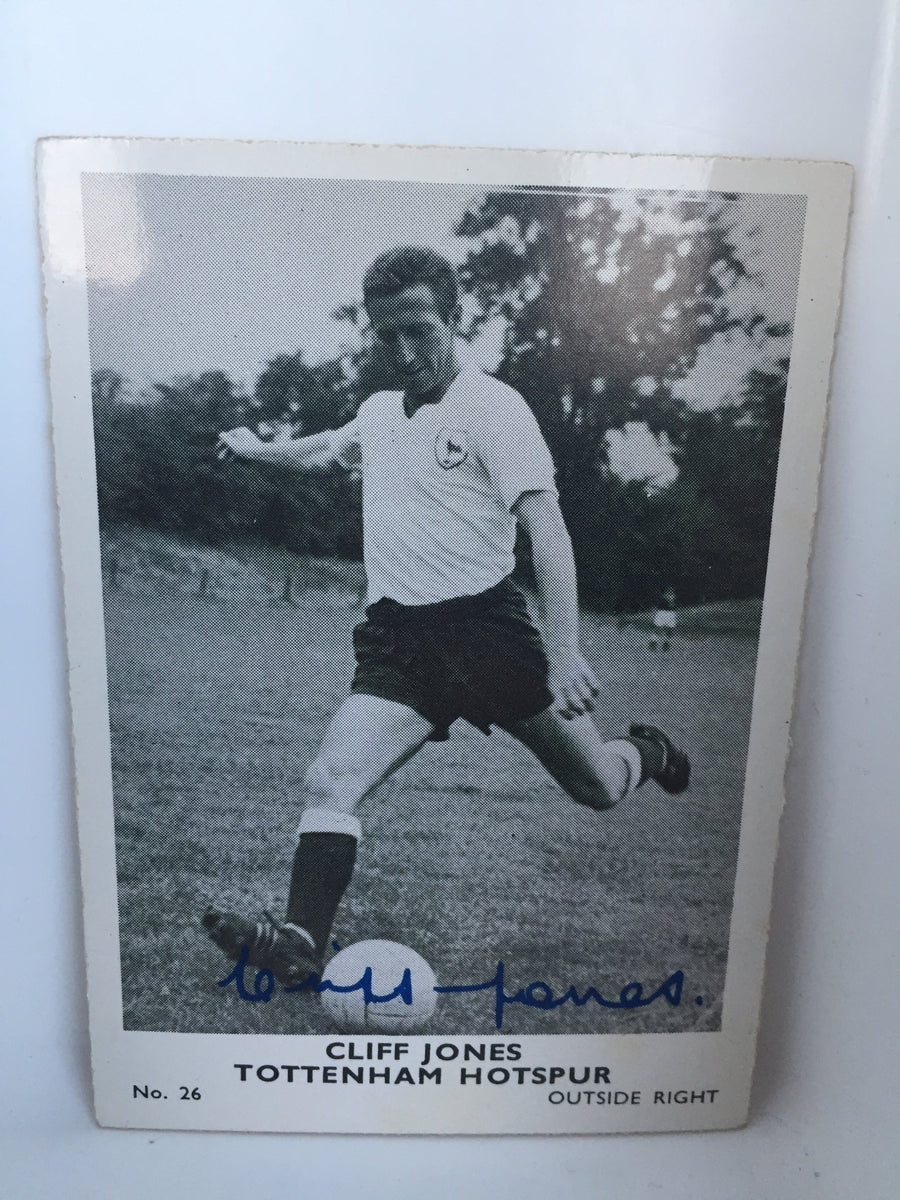 Cliff Jones.
CLIFF JONES
TOTTENHAM HOTSPUR
No. 26 OUTSIDE RIGHT